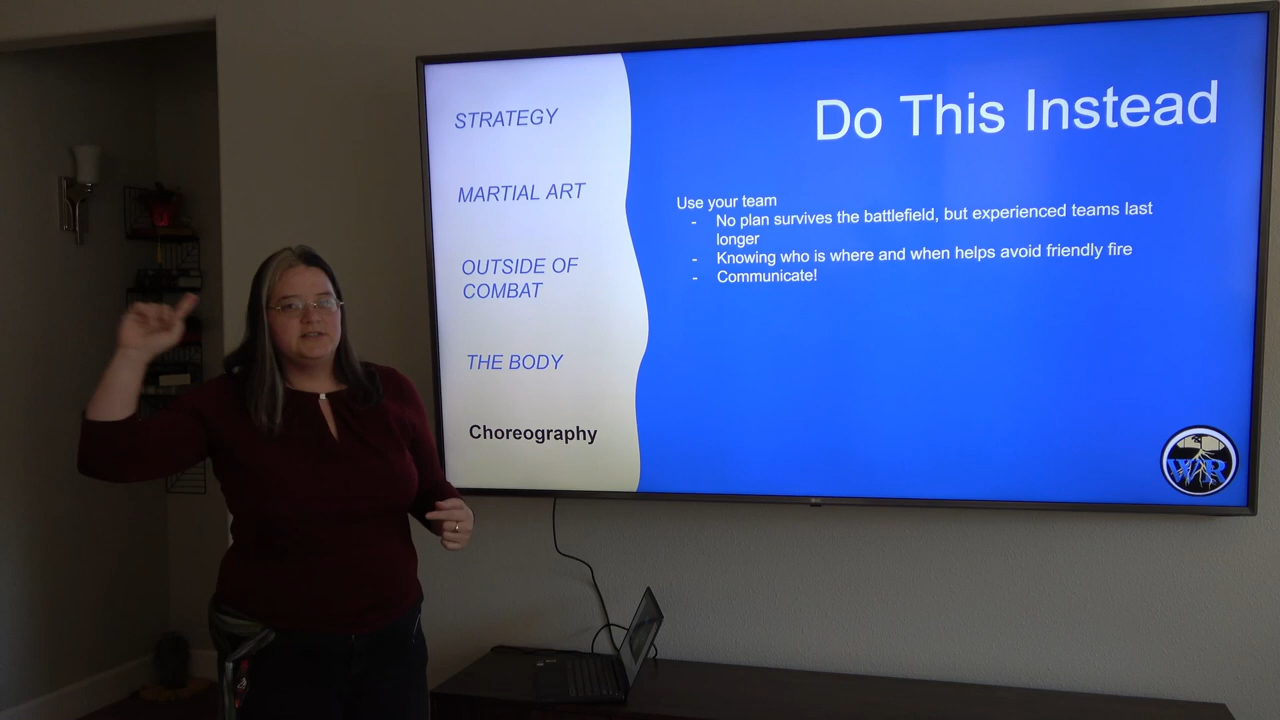 STRATEGY
MARTIAL ART
OUTSIDE OF
COMBAT
THE BODY
Choreography
Do This Instead
Use your team
- No plan survives the battlefield, but experienced teams last
longer
- Knowing who is where and when helps avoid friendly fire
- Communicate!
WR